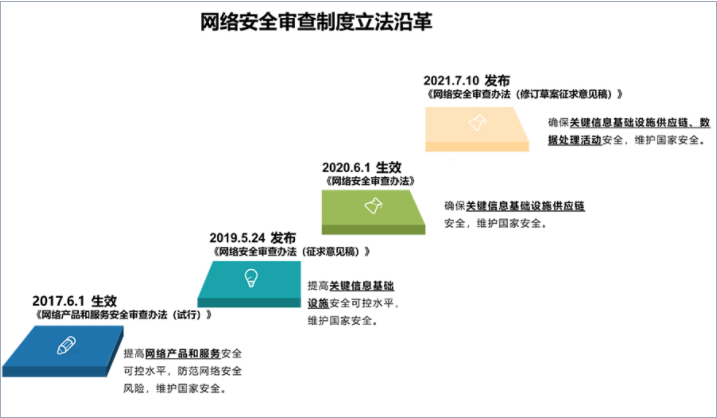 网络安全审查制度立法沿革
2021.7.10 发布
《网络安全审查办法（修订草案征求意见稿）》
确保关键信息基础设施供应链、数
据处理活动安全，维护国家安全。
2020.6.1 生效
《网络安全审查办法》
确保关键信息基础设施供应链
安全，维护国家安全。
2019.5.24 发布
《网络安全审查办法（征求意见稿）》
提高关键信息基础
设施安全可控水平，
维护国家安全。
2017.6.1 生效
《网络产品和服务安全审查办法（试行）》
提高网络产品和服务安全
可控水平，防范网络安全
风险，维护国家安全。